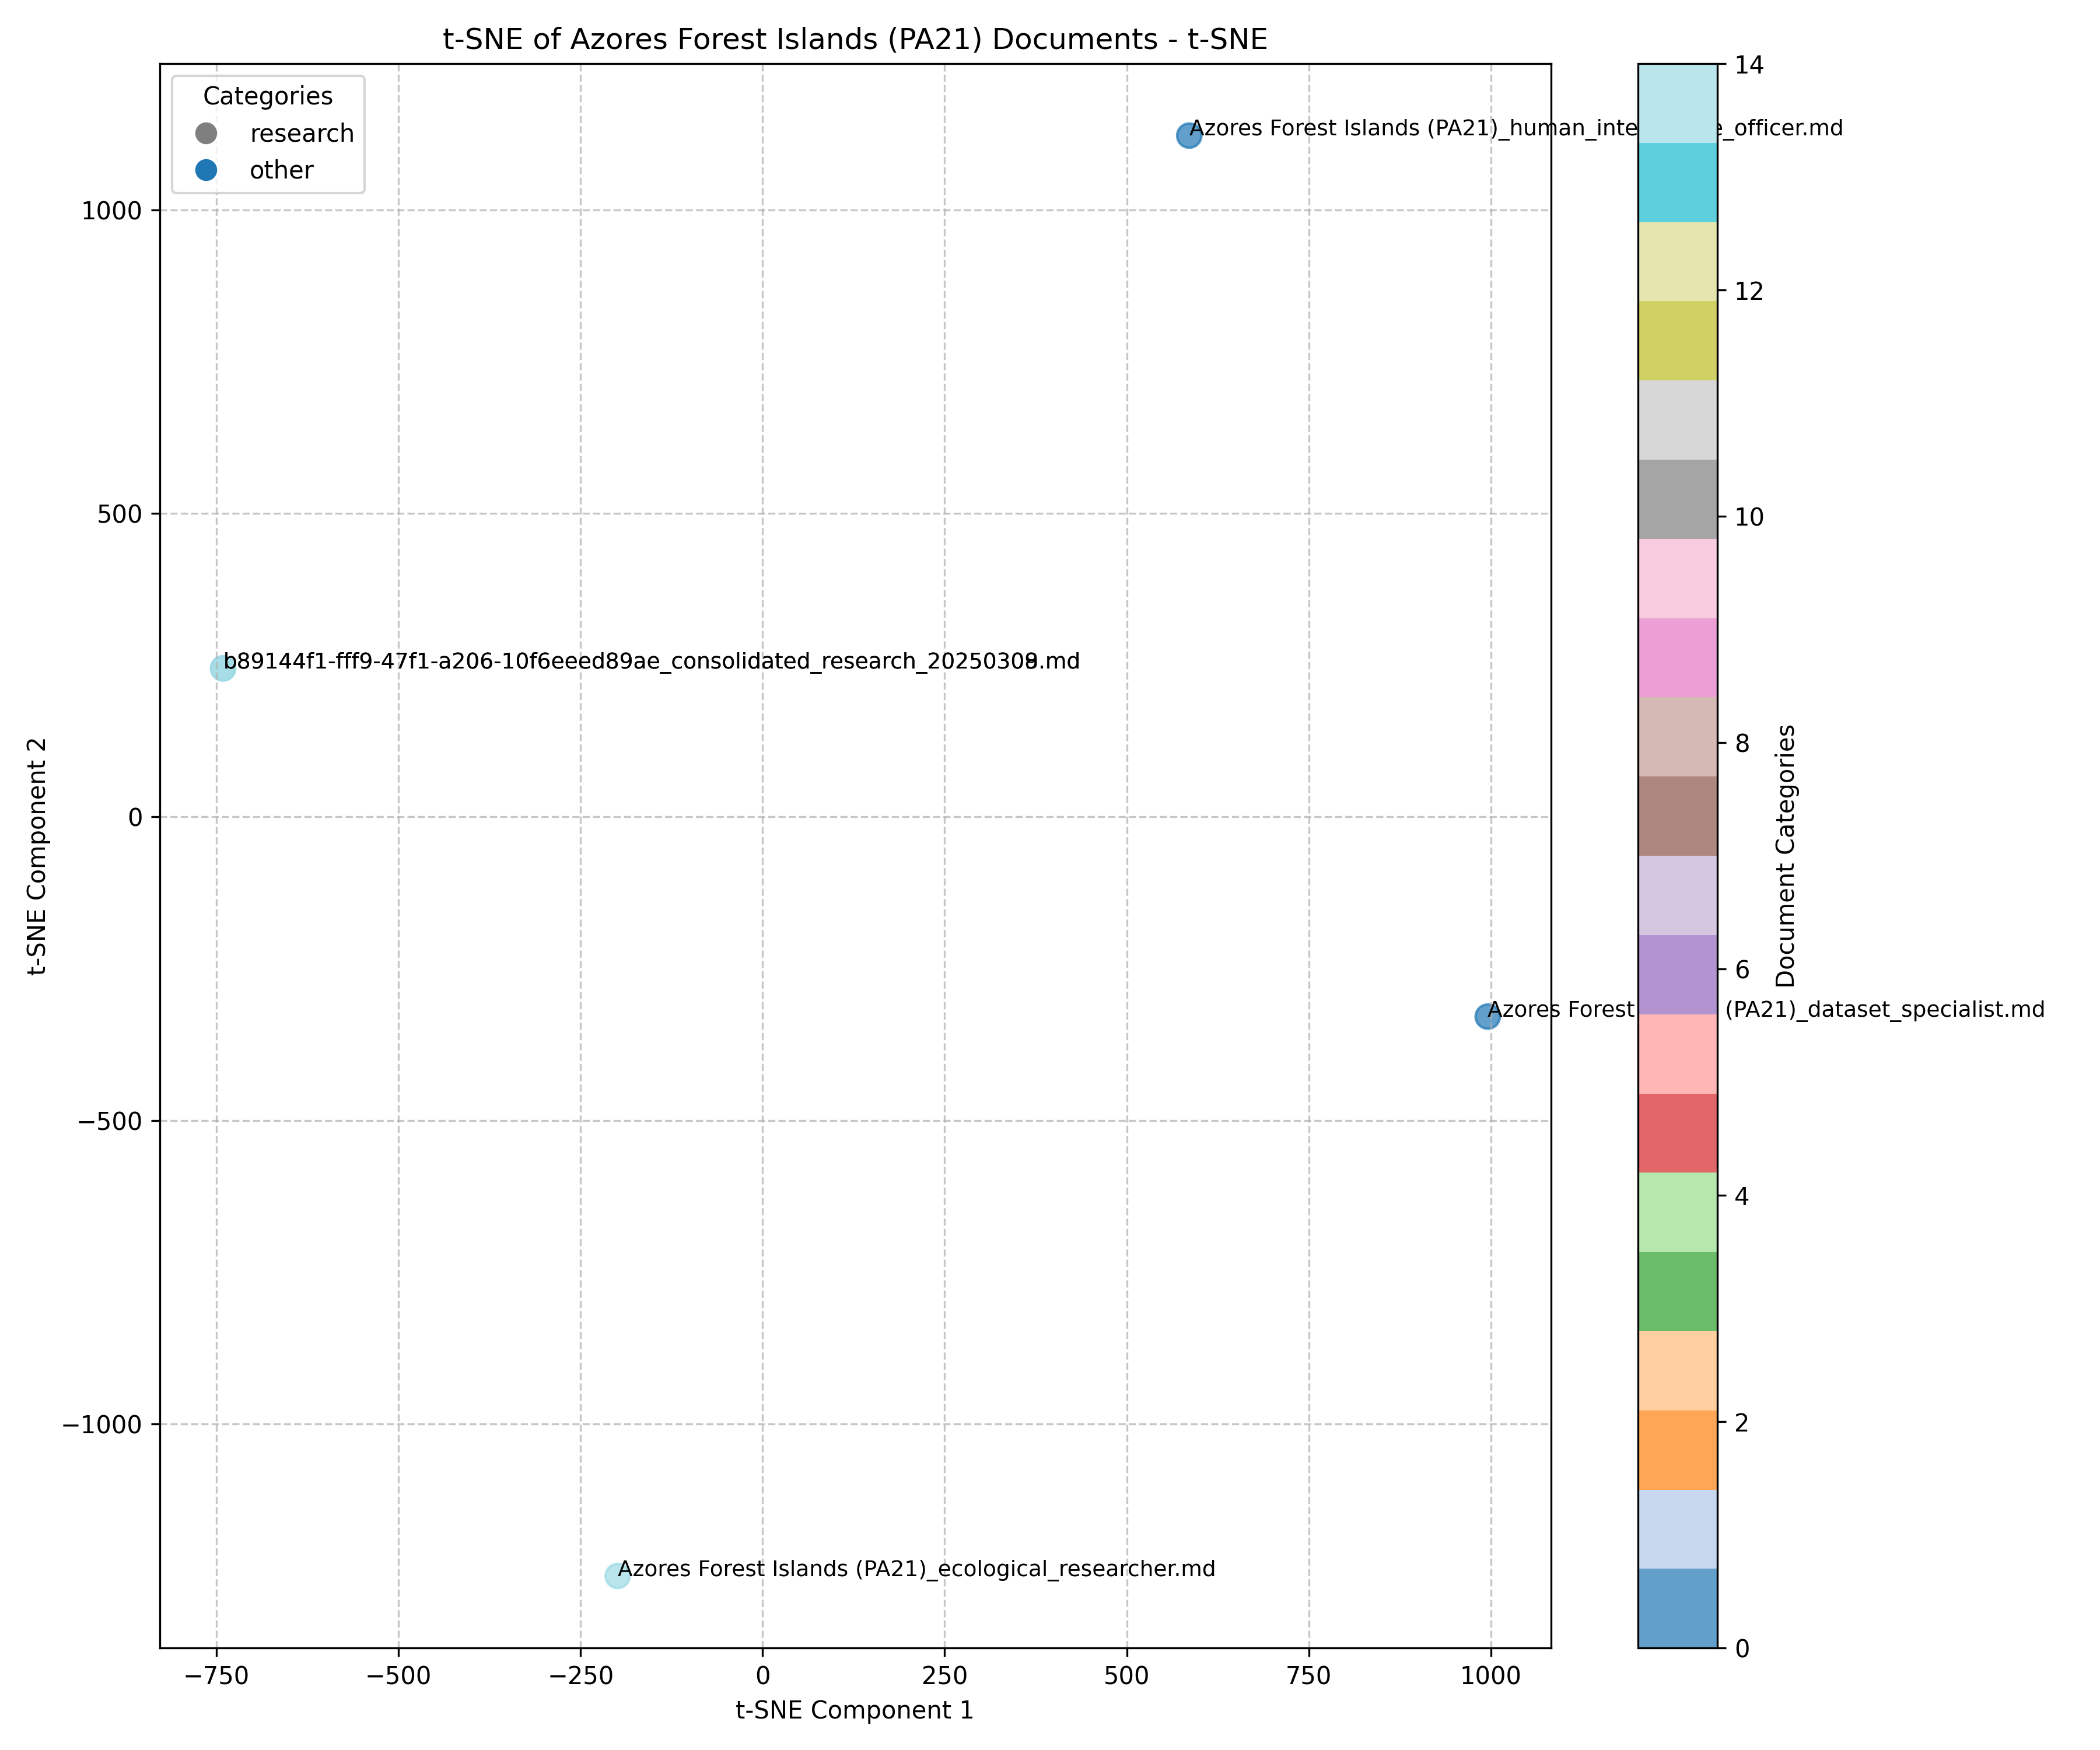 t-SNE of Azores Forest Islands (PA21) Documents - t-SNE
Categories
research
other
Azores Forest Islands (PA21)_human_inte e_officer.md
b89144f1-fff9-47f1-a206-10f6eeed89ae_consolidated_research_2025030 .md
Azores Forest (PA21)_dataset_specialist.md
Azores Forest Islands (PA21)_ecological_researcher.md
1000
500
0
−500
−1000
t-SNE Component 2
−750
−500
−250
0
250
500
750
1000
t-SNE Component 1
14
12
10
8
6
4
2
0
Document Categories